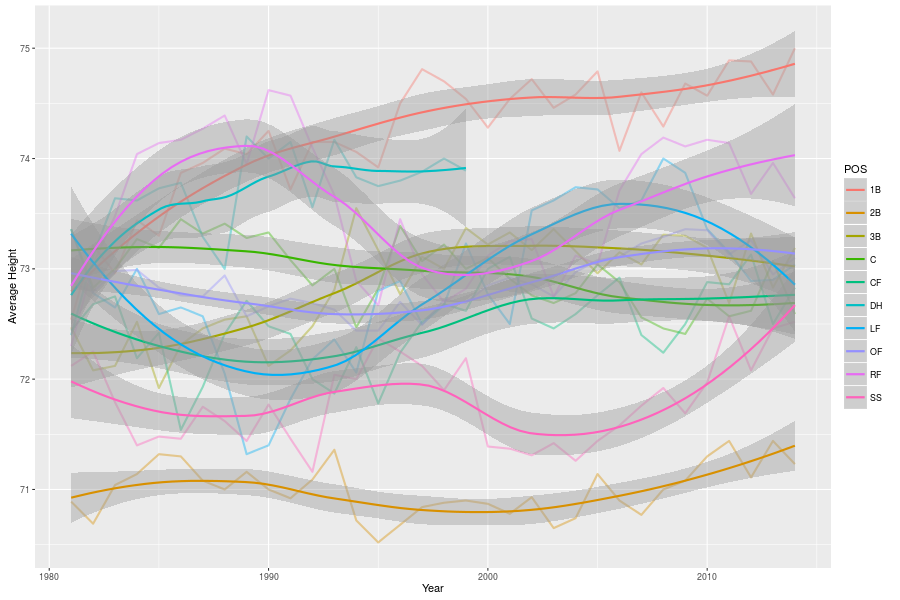 75
74
73
72
71
1980
1990
2000
2010
Year
Average Height
POS
1B
2B
3B
C
CF
DH
LF
OF
RF
SS